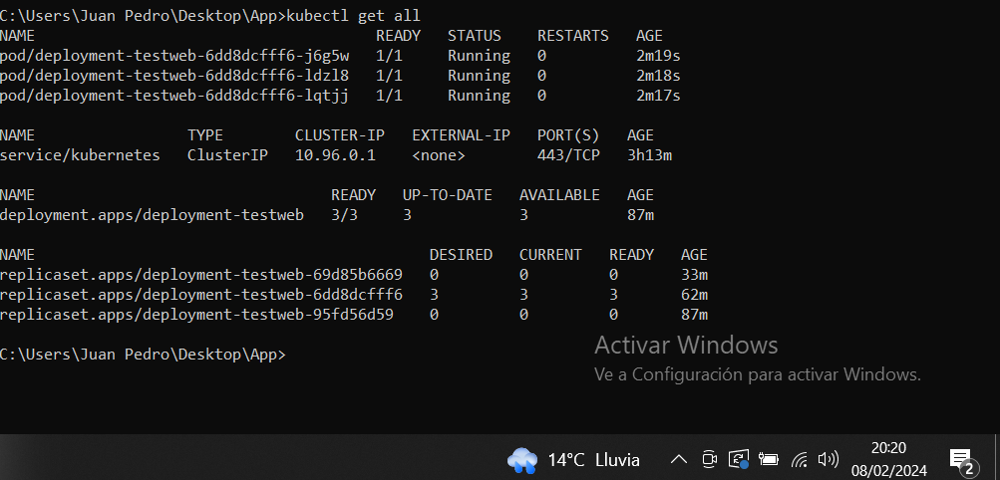 C:\Users\Juan Pedro\Desktop\App>kubectl get all
NAME READY STATUS RESTARTS AGE
pod/deployment-testweb-6dd8dcfff6-j6g5w 1/1 Running 0 2m19s
pod/deployment-testweb-6dd8dcfff6-ldzl8 1/1 Running 0 2m18s
pod/deployment-testweb-6dd8dcfff6-lqtjj 1/1 Running 0 2m17s
NAME TYPE CLUSTER-IP EXTERNAL-IP PORT(S) AGE
service/kubernetes ClusterIP 10.96.0.1 <none> 443/TCP 3h13m
NAME READY UP-TO-DATE AVAILABLE AGE
deployment.apps/deployment-testweb 3/3 3 3 87m
NAME DESIRED CURRENT READY AGE
replicaset.apps/deployment-testweb-69d85b6669 0 0 0 33m
replicaset.apps/deployment-testweb-6dd8dcfff6 3 3 3 62m
replicaset.apps/deployment-testweb-95fd56d59 0 0 0 87m
C:\Users\Juan Pedro\Desktop\App>
Activar Windows
Ve a Configuración para activar Windows.
14°C Lluvia
20:20
08/02/2024
2